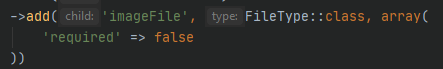 ->add( child: 'imageFile', type: FileType::class, array(
    'required' => false
))